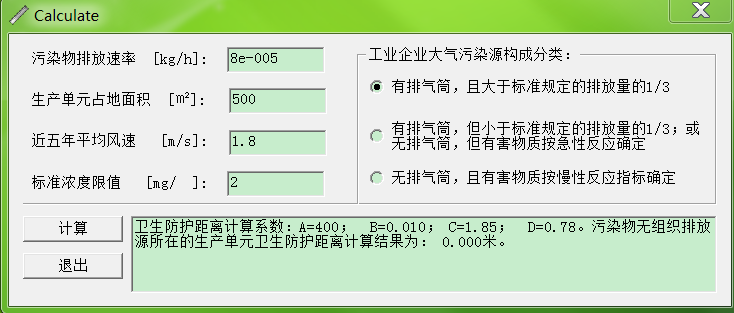 Calculate
污染物排放速率 [kg/h]: 8e-005
生产单元占地面积 [m²]: 500
近五年平均风速 [m/s]: 1.8
标准浓度限值 [mg/ ]: 2
工业企业大气污染源构成分类:
有排气筒，且大于标准规定的排放量的1/3
有排气筒，但小于标准规定的排放量的1/3；或
无排气筒，但有害物质按急性反应确定
无排气筒，且有害物质按慢性反应指标确定
计算
退出
卫生防护距离计算系数：A=400； B=0.010； C=1.85； D=0.78。污染物无组织排放
源所在的生产单元卫生防护距离计算结果为： 0.000米。